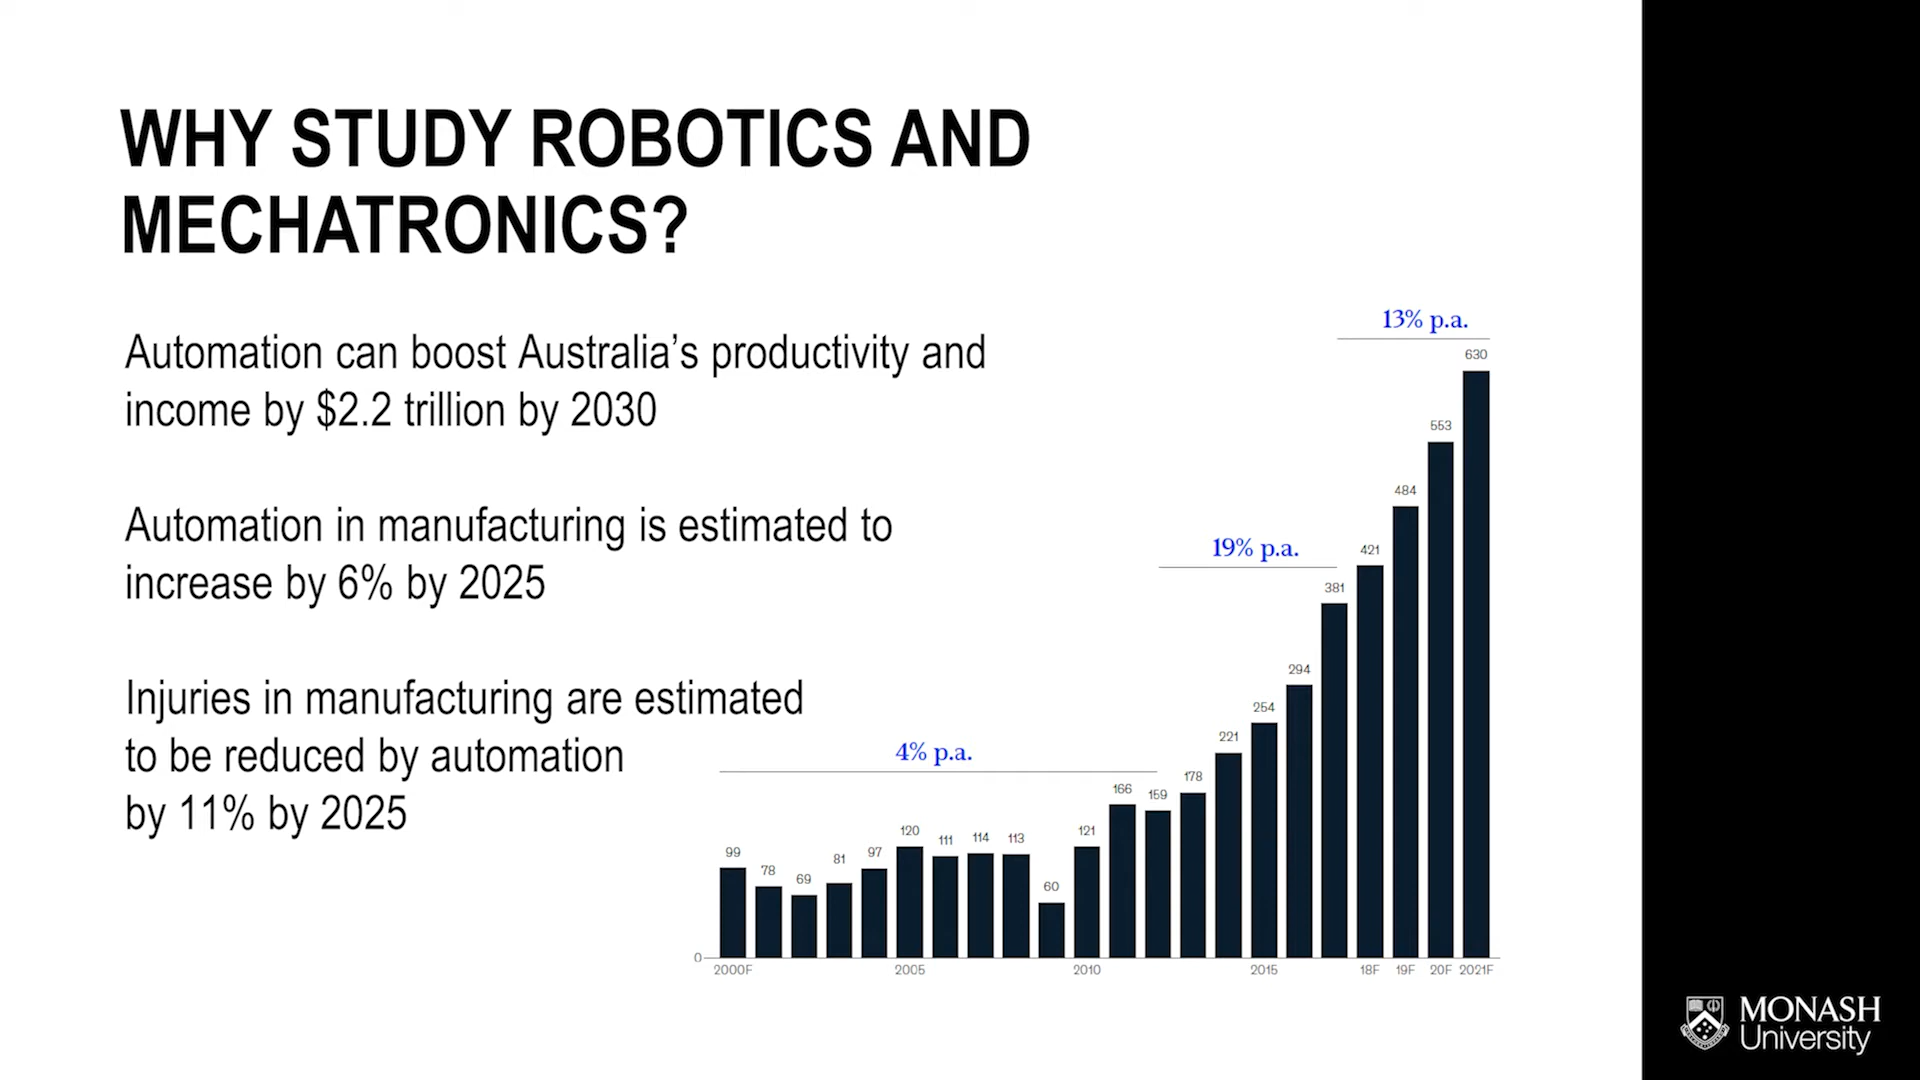 WHY STUDY ROBOTICS AND
MECHATRONICS?
Automation can boost Australia's productivity and
income by $2.2 trillion by 2030
Automation in manufacturing is estimated to
increase by 6% by 2025
Injuries in manufacturing are estimated
to be reduced by automation
by 11% by 2025
13% p.a.
19% p.a.
4% p.a.
99 78 69 81 97 120 111 114 113 60 121 166 159 178 221 254 294 381 421 484 553 630
0
2000F 2005 2010 2015 18F 19F 20F 2021F
MONASH
University